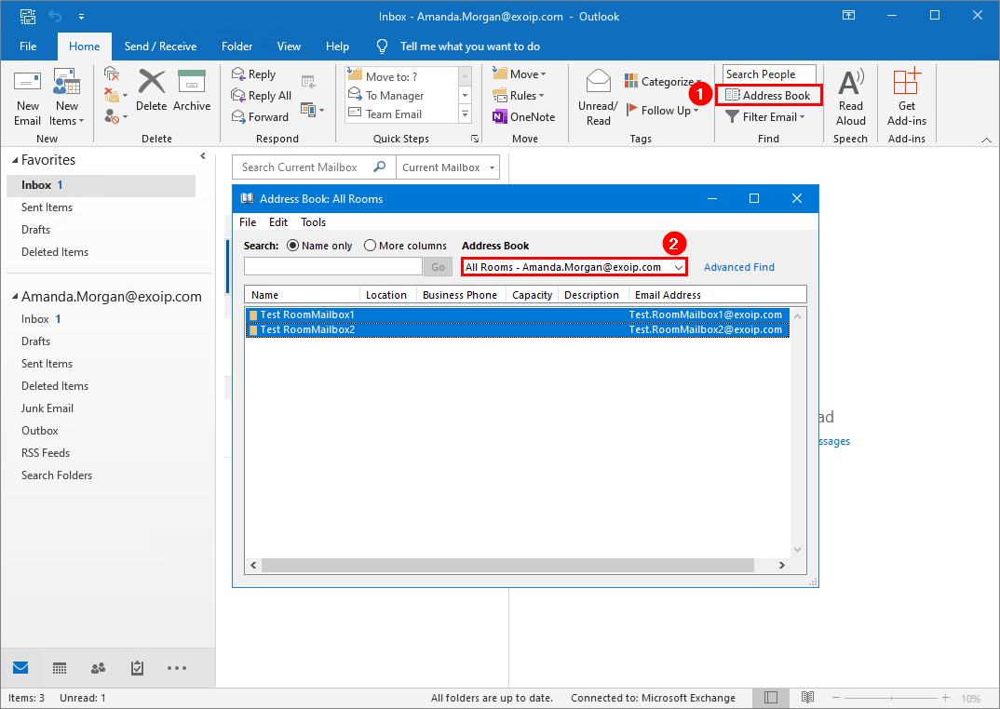 Inbox - Amanda.Morgan@exoip.com - Outlook
File Home Send / Receive Folder View Help Tell me what you want to do
New Email
New Items
New
Delete
Archive
Delete
Reply
Reply All
Forward
Respond
Move to: ?
To Manager
Team Email
Quick Steps
Move
Rules
OneNote
Move
Unread/ Read
Categorize
Follow Up
Tags
1
Search People
Address Book
Filter Email
Find
Read Aloud
Speech
Get Add-ins
Add-ins
Favorites
Inbox 1
Sent Items
Drafts
Deleted Items
Amanda.Morgan@exoip.com
Inbox 1
Drafts
Sent Items
Deleted Items
Junk Email
Outbox
RSS Feeds
Search Folders
Search Current Mailbox Current Mailbox
Address Book: All Rooms
File Edit Tools
Search: Name only More columns Address Book
2
Go All Rooms - Amanda.Morgan@exoip.com Advanced Find
Name Location Business Phone Capacity Description Email Address
Test RoomMailbox1 Test.RoomMailbox1@exoip.com
Test RoomMailbox2 Test.RoomMailbox2@exoip.com
ad
ssages
Items: 3 Unread: 1 All folders are up to date. Connected to: Microsoft Exchange 10%